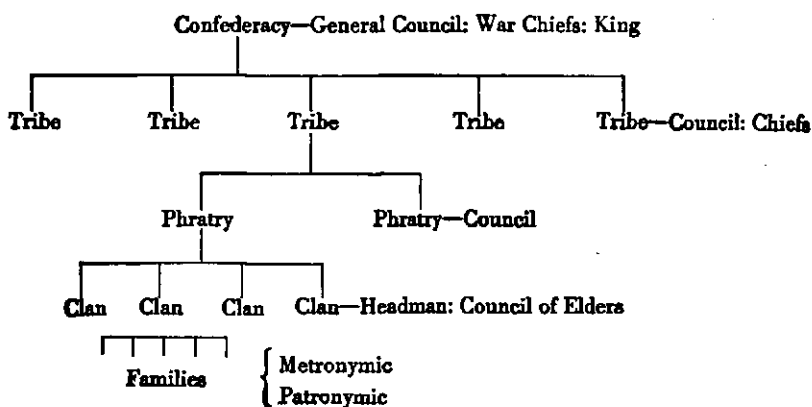 Confederacy—General Council: War Chiefs: King
Tribe Tribe Tribe Tribe Tribe—Council: Chiefs
Phratry Phratry—Council
Clan Clan Clan Clan—Headman: Council of Elders
Families { Metronymic
Patronymic